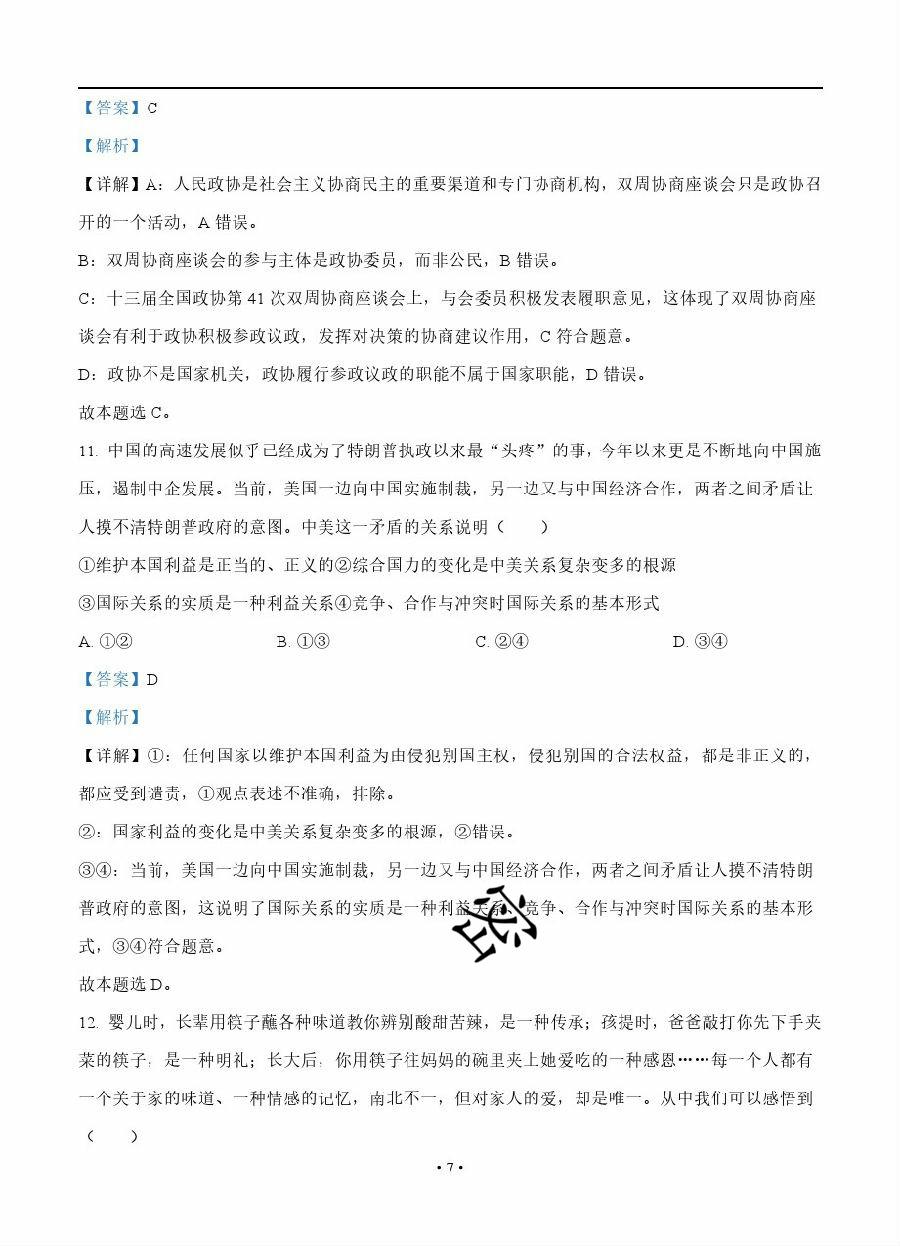 【答案】C
【解析】
【详解】A：人民政协是社会主义协商民主的重要渠道和专门协商机构，双周协商座谈会只是政协召
开的一个活动，A 错误。
B：双周协商座谈会的参与主体是政协委员，而非公民，B 错误。
C：十三届全国政协第 41 次双周协商座谈会上，与会委员积极发表履职意见，这体现了双周协商座
谈会有利于政协积极参政议政，发挥对决策的协商建议作用，C 符合题意。
D：政协不是国家机关，政协履行参政议政的职能不属于国家职能，D 错误。
故本题选 C。
11. 中国的高速发展似乎已经成为了特朗普执政以来最“头疼”的事，今年以来更是不断地向中国施
压，遏制中企发展。当前，美国一边向中国实施制裁，另一边又与中国经济合作，两者之间矛盾让
人摸不清特朗普政府的意图。中美这一矛盾的关系说明（　　）
①维护本国利益是正当的、正义的②综合国力的变化是中美关系复杂变多的根源
③国际关系的实质是一种利益关系④竞争、合作与冲突时国际关系的基本形式
A. ①② B. ①③ C. ②④ D. ③④
【答案】D
【解析】
【详解】①：任何国家以维护本国利益为由侵犯别国主权，侵犯别国的合法权益，都是非正义的，
都应受到谴责，①观点表述不准确，排除。
②：国家利益的变化是中美关系复杂变多的根源，②错误。
③④：当前，美国一边向中国实施制裁，另一边又与中国经济合作，两者之间矛盾让人摸不清特朗
普政府的意图，这说明了国际关系的实质是一种利益关系，竞争、合作与冲突时国际关系的基本形
式，③④符合题意。
故本题选 D。
12. 婴儿时，长辈用筷子蘸各种味道教你辨别酸甜苦辣，是一种传承；孩提时，爸爸敲打你先下手夹
菜的筷子，是一种明礼；长大后，你用筷子往妈妈的碗里夹上她爱吃的一种感恩……每一个人都有
一个关于家的味道、一种情感的记忆，南北不一，但对家人的爱，却是唯一。从中我们可以感悟到
（　　）
• 7 •
密